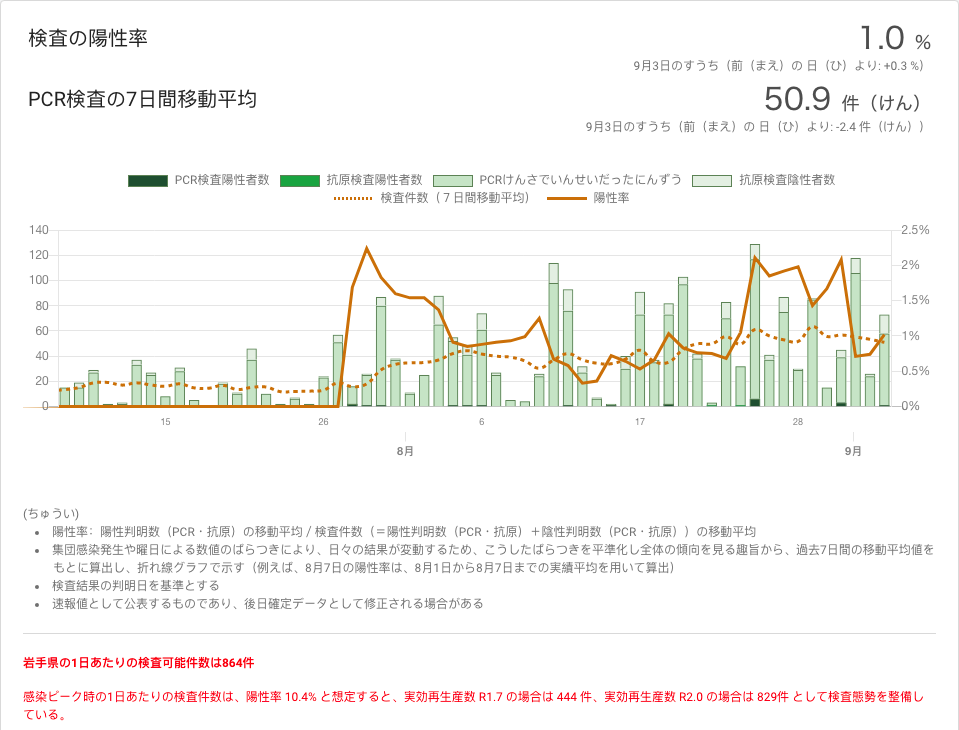 検査の陽性率
1.0 %
9月3日のすうち（前（まえ）の 日（ひ）より: +0.3 %）
PCR検査の7日間移動平均
50.9 件（けん）
9月3日のすうち（前（まえ）の 日（ひ）より: -2.4 件（けん））
PCR検査陽性者数 抗原検査陽性者数 PCRけんさでいんせいだったにんずう 抗原検査陰性者数
検査件数（７日間移動平均） 陽性率
140 2.5%
120 2%
100
80 1.5%
60 1%
40 0.5%
20
0 0%
15 26 6 17 28
8月 9月
(ちゅうい)
• 陽性率：陽性判明数（PCR・抗原）の移動平均 / 検査件数（＝陽性判明数（PCR・抗原）＋陰性判明数（PCR・抗原））の移動平均
• 集団感染発生や曜日による数値のばらつきにより、日々の結果が変動するため、こうしたばらつきを平準化し全体の傾向を見る趣旨から、過去7日間の移動平均値を
もとに算出し、折れ線グラフで示す（例えば、8月7日の陽性率は、8月1日から8月7日までの実績平均を用いて算出）
• 検査結果の判明日を基準とする
• 速報値として公表するものであり、後日確定データとして修正される場合がある
岩手県の1日あたりの検査可能件数は864件
感染ピーク時の1日あたりの検査件数は、陽性率 10.4% と想定すると、実効再生産数 R1.7 の場合は 444 件、実効再生産数 R2.0 の場合は 829件 として検査態勢を整備し
ている。